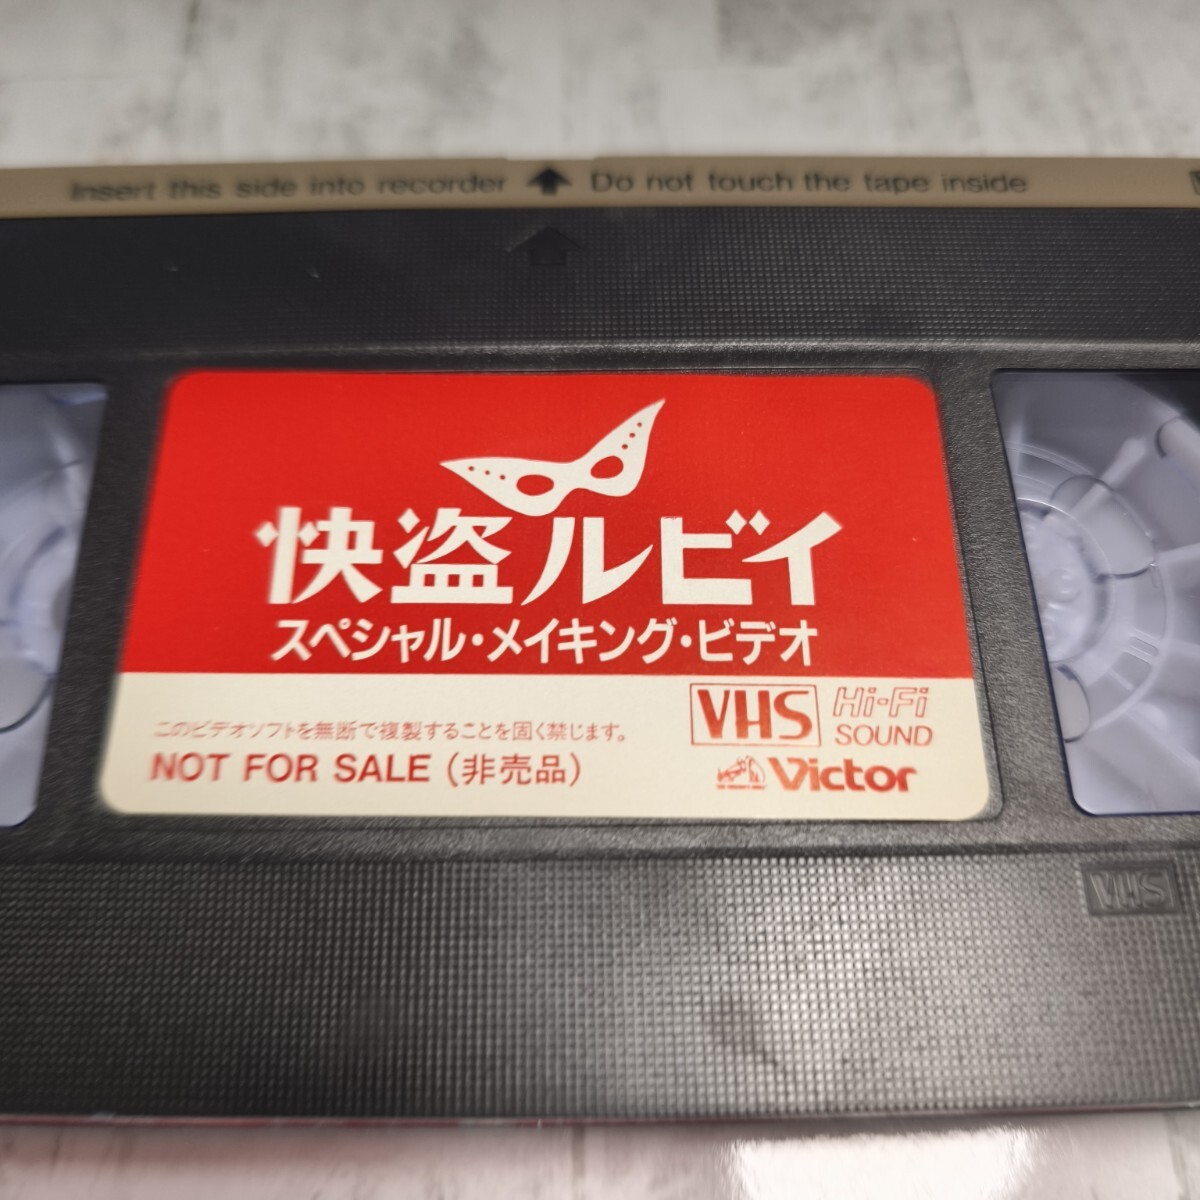 Insert this side into recorder Do not touch the tape inside
快盗ルビイ
スペシャル・メイキング・ビデオ
このビデオソフトを無断で複製することを固く禁じます。
NOT FOR SALE (非売品)
VHS Hi-Fi SOUND
Victor
VHS